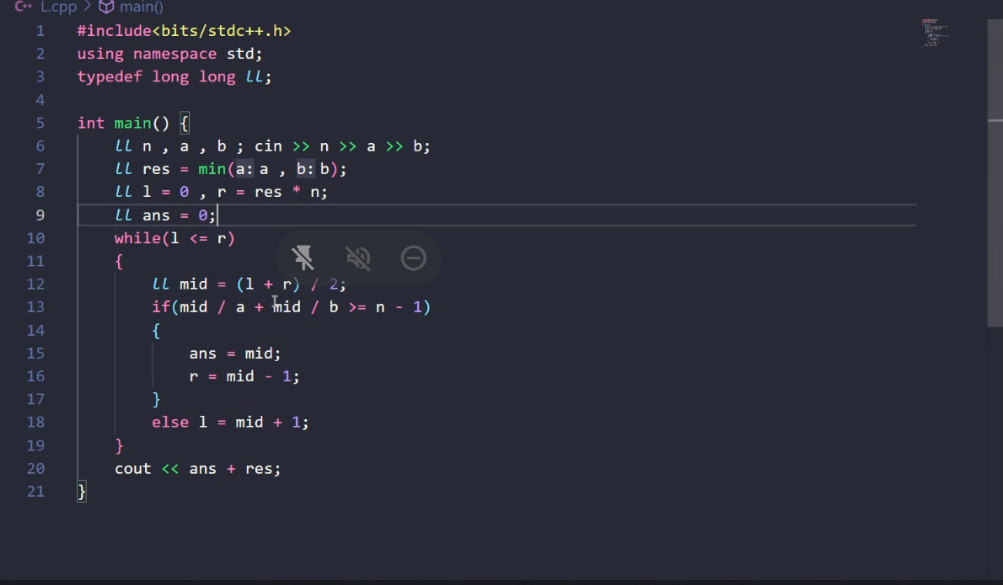 L.cpp > main()
1 #include<bits/stdc++.h>
2 using namespace std;
3 typedef long long ll;
4
5 int main() {
6 ll n , a , b ; cin >> n >> a >> b;
7 ll res = min(a: a , b: b);
8 ll l = 0 , r = res * n;
9 ll ans = 0;
10 while(l <= r)
11 {
12 ll mid = (l + r) / 2;
13 if(mid / a + mid / b >= n - 1)
14 {
15 ans = mid;
16 r = mid - 1;
17 }
18 else l = mid + 1;
19 }
20 cout << ans + res;
21 }